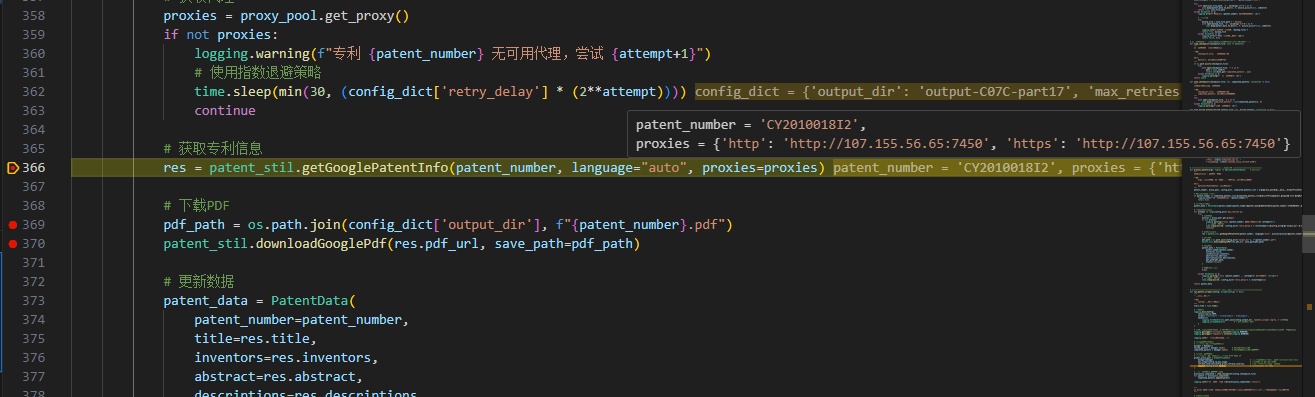 358 proxies = proxy_pool.get_proxy()
359 if not proxies:
360 logging.warning(f"专利 {patent_number} 无可用代理，尝试 {attempt+1}")
361 # 使用指数退避策略
362 time.sleep(min(30, (config_dict['retry_delay'] * (2**attempt)))) config_dict = {'output_dir': 'output-C07C-part17', 'max_retries
363 continue
patent_number = 'CY2010018I2',
364
proxies = {'http': 'http://107.155.56.65:7450', 'https': 'http://107.155.56.65:7450'}
365 # 获取专利信息
366 res = patent_stil.getGooglePatentInfo(patent_number, language="auto", proxies=proxies) patent_number = 'CY2010018I2', proxies = {'ht
367
368 # 下载PDF
369 pdf_path = os.path.join(config_dict['output_dir'], f"{patent_number}.pdf")
370 patent_stil.downloadGooglePdf(res.pdf_url, save_path=pdf_path)
371
372 # 更新数据
373 patent_data = PatentData(
374 patent_number=patent_number,
375 title=res.title,
376 inventors=res.inventors,
377 abstract=res.abstract,
378 descriptions=res.descriptions